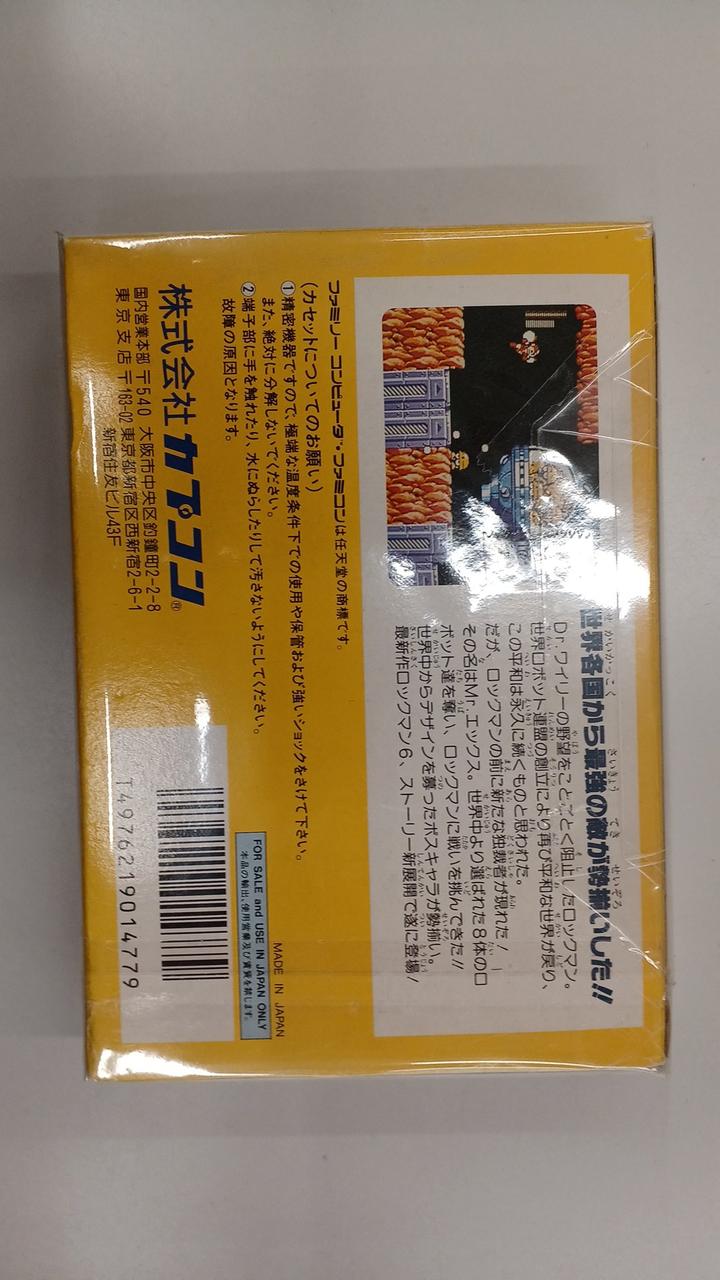 世界各国から最強の敵が勢揃いした!!
Dr.ワイリーの野望をことごとく阻止したロックマン。
世界ロボット連盟の創立により再び平和な世界が戻り、
この平和は永久に続くものと思われた。
だが、ロックマンの前に新たな独裁者が現れた!
その名はMr.エックス。世界中より選ばれた8体のロ
ボット達を奪い、ロックマンに戦いを挑んできた!!
世界中からデザインを募ったボスキャラが勢揃い。
最新作ロックマン6、ストーリー新展開で遂に登場!
ファミリーコンピュータ・ファミコンは任天堂の商標です。
(カセットについてのお願い)
①精密機器ですので、極端な温度条件下での使用や保管および強いショックをさけて下さい。
また、絶対に分解しないでください。
②端子部に手を触れたり、水にぬらしたりして汚さないようにしてください。
故障の原因となります。
株式会社カプコン®
国内営業本部 〒540 大阪市中央区釣鐘町2-2-8
東京支店 〒163-02 東京都新宿区西新宿2-6-1
新宿住友ビル43F
MADE IN JAPAN
FOR SALE and USE IN JAPAN ONLY
本品の輸出、使用営業及び賃貸を禁じます。
T4976219014779